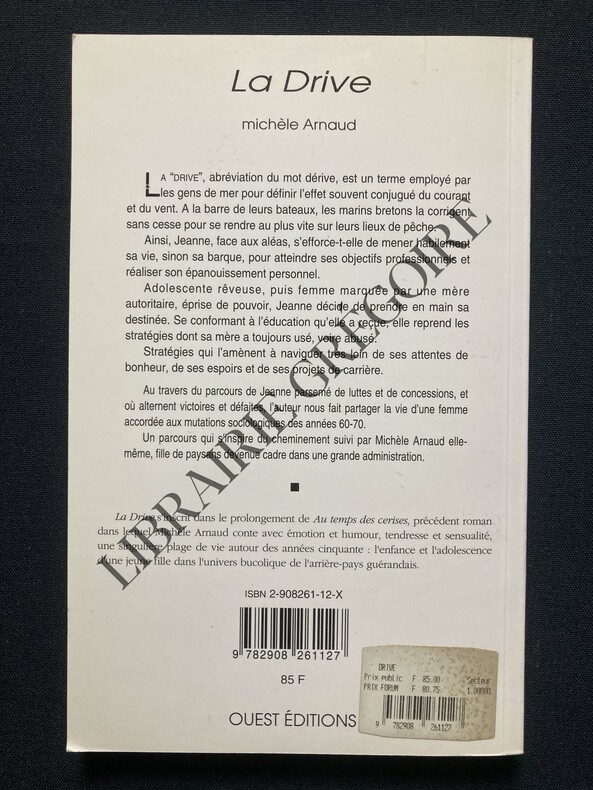 La Drive
michèle Arnaud
LA "DRIVE", abréviation du mot dérive, est un terme employé par
les gens de mer pour définir l'effet souvent conjugué du courant
et du vent. A la barre de leurs bateaux, les marins bretons la corrigent
sans cesse pour se rendre au plus vite sur leurs lieux de pêche.
Ainsi, Jeanne, face aux aléas, s'efforce-t-elle de mener habilement
sa vie, sinon sa barque, pour atteindre ses objectifs professionnels et
réaliser son épanouissement personnel.
Adolescente rêveuse, puis femme marquée par une mère
autoritaire, éprise de pouvoir, Jeanne décide de prendre en main sa
destinée. Se conformant à l'éducation qu'elle a reçue, elle reprend les
stratégies dont sa mère a toujours usé, voire abusé.
Stratégies qui l'amènent à naviguer très loin de ses attentes de
bonheur, de ses espoirs et de ses projets de carrière.
Au travers du parcours de Jeanne parsemé de luttes et de concessions, et
où alternent victoires et défaites, l'auteur nous fait partager la vie d'une femme
accordée aux mutations sociologiques des années 60-70.
Un parcours qui s'inspire du cheminement suivi par Michèle Arnaud elle-
même, fille de paysans devenue cadre dans une grande administration.
La Drive s'inscrit dans le prolongement de Au temps des cerises, précédent roman
dans lequel Michèle Arnaud conte avec émotion et humour, tendresse et sensualité,
une singulière plage de vie autour des années cinquante : l'enfance et l'adolescence
d'une jeune fille dans l'univers bucolique de l'arrière-pays guérandais.
LIBRAIRIE GREGOIRE
ISBN 2-908261-12-X
9 782908 261127
85 F
OUEST ÉDITIONS
DRIVE
Prix public F 85.00 Secteur
PRIX FORUM F 80.75 1.00000
9 782908 261127